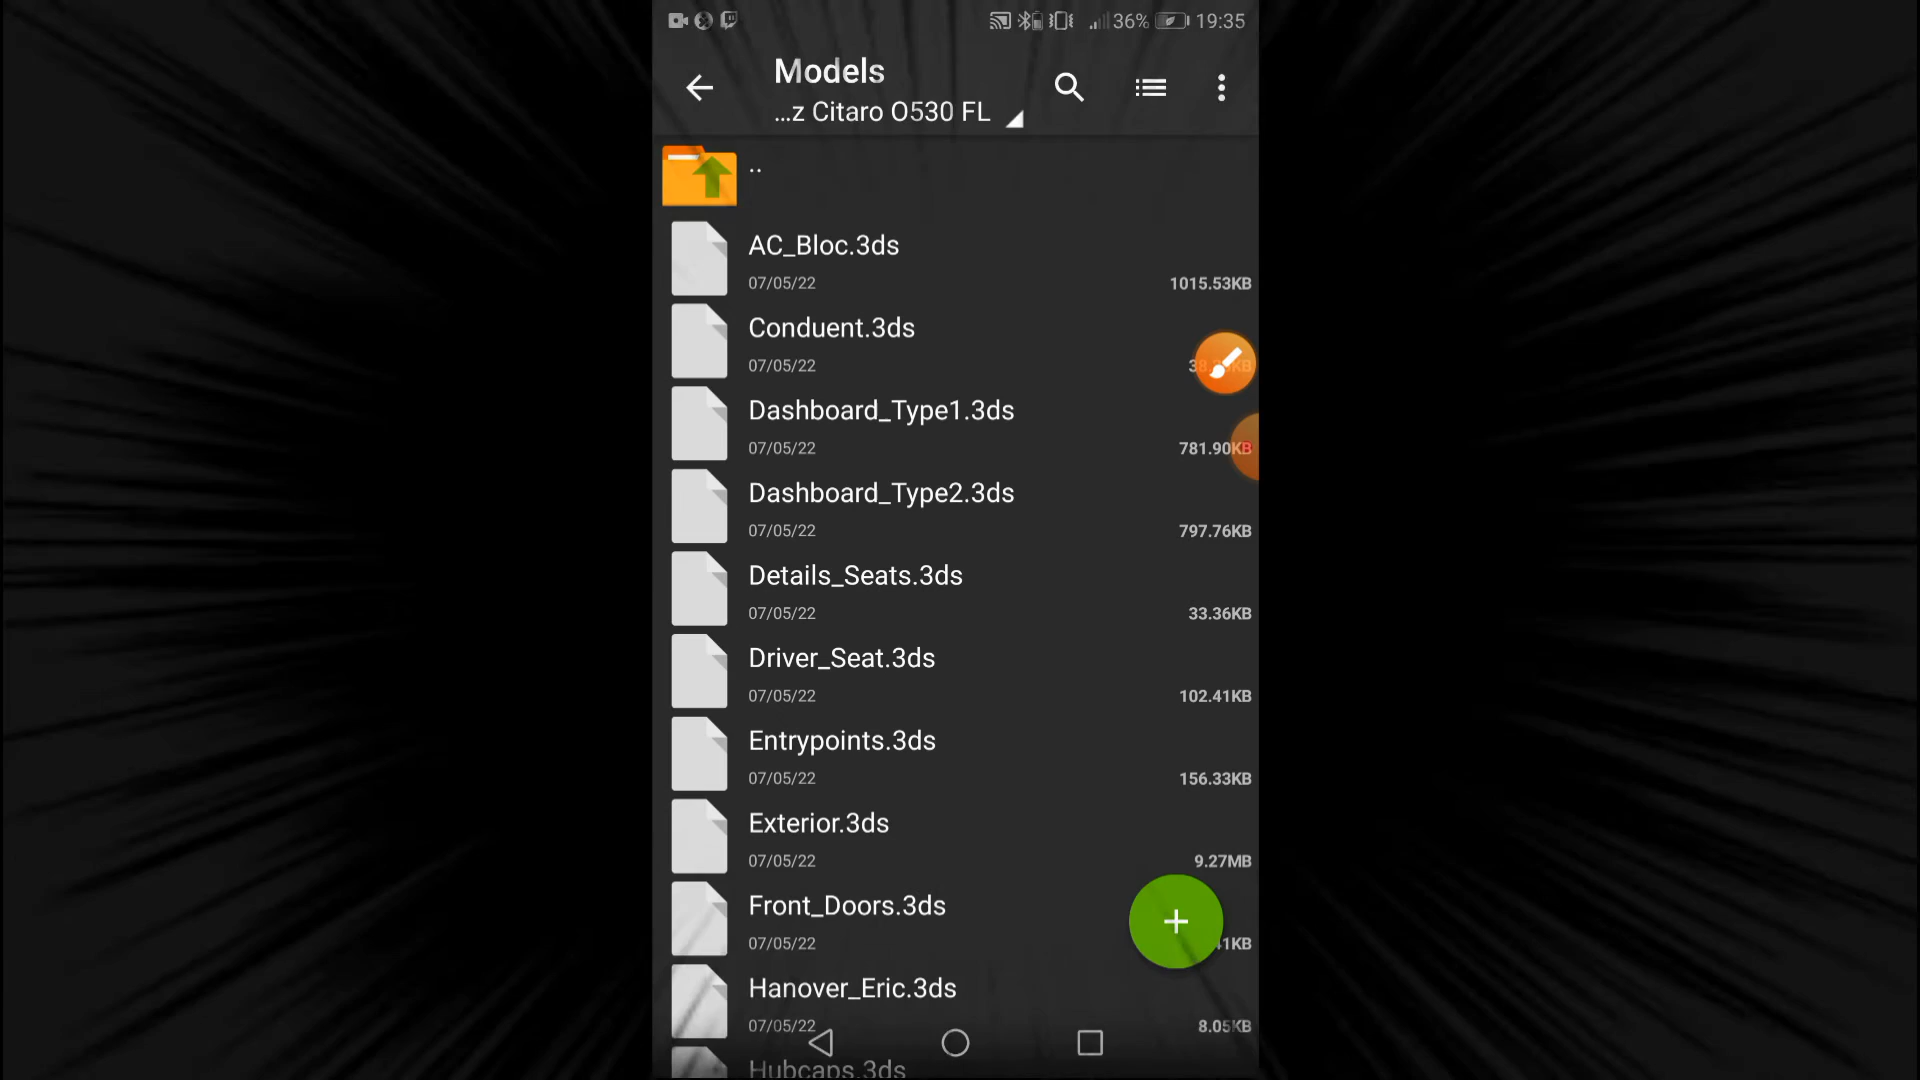 36% 19:35
Models
...z Citaro O530 FL
..
AC_Bloc.3ds
07/05/22 1015.53KB
Conduent.3ds
07/05/22
Dashboard_Type1.3ds
07/05/22 781.90KB
Dashboard_Type2.3ds
07/05/22 797.76KB
Details_Seats.3ds
07/05/22 33.36KB
Driver_Seat.3ds
07/05/22 102.41KB
Entrypoints.3ds
07/05/22 156.33KB
Exterior.3ds
07/05/22 9.27MB
Front_Doors.3ds
07/05/22 41KB
Hanover_Eric.3ds
07/05/22 8.05KB
Hubcaps.3ds